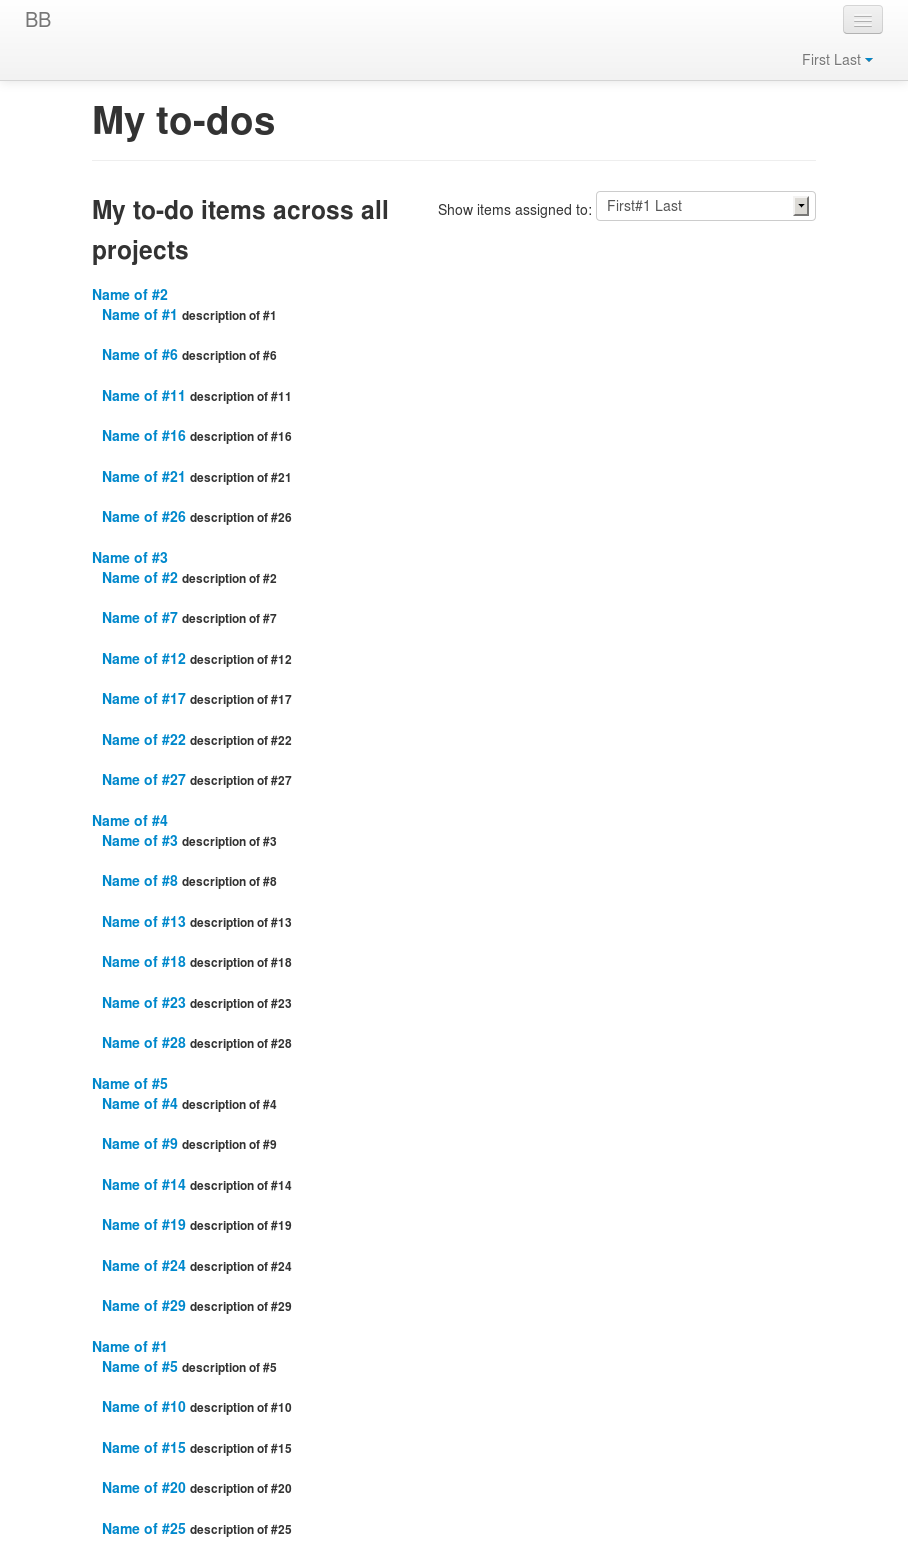 BB
First Last
My to-dos
My to-do items across all
projects
Show items assigned to: First#1 Last
Name of #2
Name of #1 description of #1
Name of #6 description of #6
Name of #11 description of #11
Name of #16 description of #16
Name of #21 description of #21
Name of #26 description of #26
Name of #3
Name of #2 description of #2
Name of #7 description of #7
Name of #12 description of #12
Name of #17 description of #17
Name of #22 description of #22
Name of #27 description of #27
Name of #4
Name of #3 description of #3
Name of #8 description of #8
Name of #13 description of #13
Name of #18 description of #18
Name of #23 description of #23
Name of #28 description of #28
Name of #5
Name of #4 description of #4
Name of #9 description of #9
Name of #14 description of #14
Name of #19 description of #19
Name of #24 description of #24
Name of #29 description of #29
Name of #1
Name of #5 description of #5
Name of #10 description of #10
Name of #15 description of #15
Name of #20 description of #20
Name of #25 description of #25